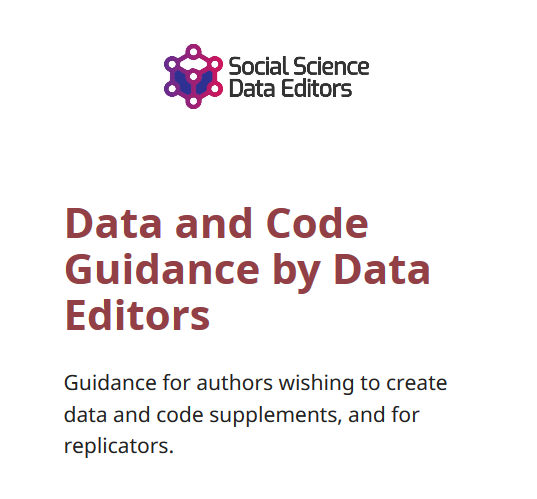 Social Science
Data Editors
Data and Code
Guidance by Data
Editors
Guidance for authors wishing to create
data and code supplements, and for
replicators.